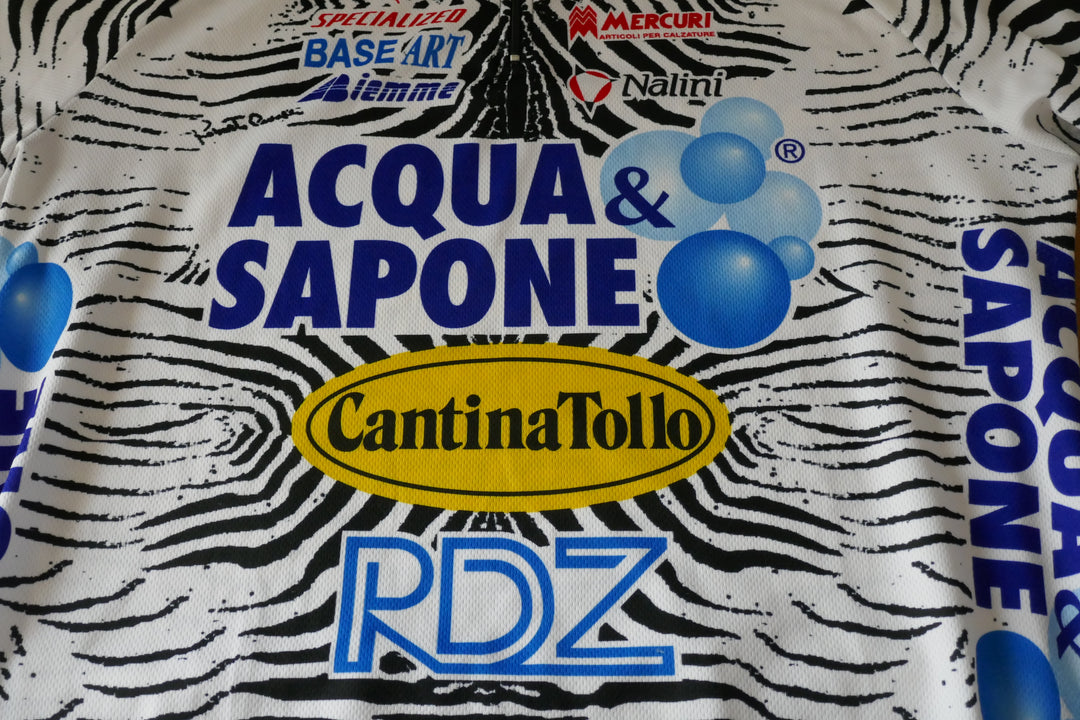 SPECIALIZED
BASE ART
Biemme
MERCURI
ARTICOLI PER CALZATURE
Nalini
ACQUA &
SAPONE
®
CantinaTollo
RDZ
ACQUA &
SAPONE